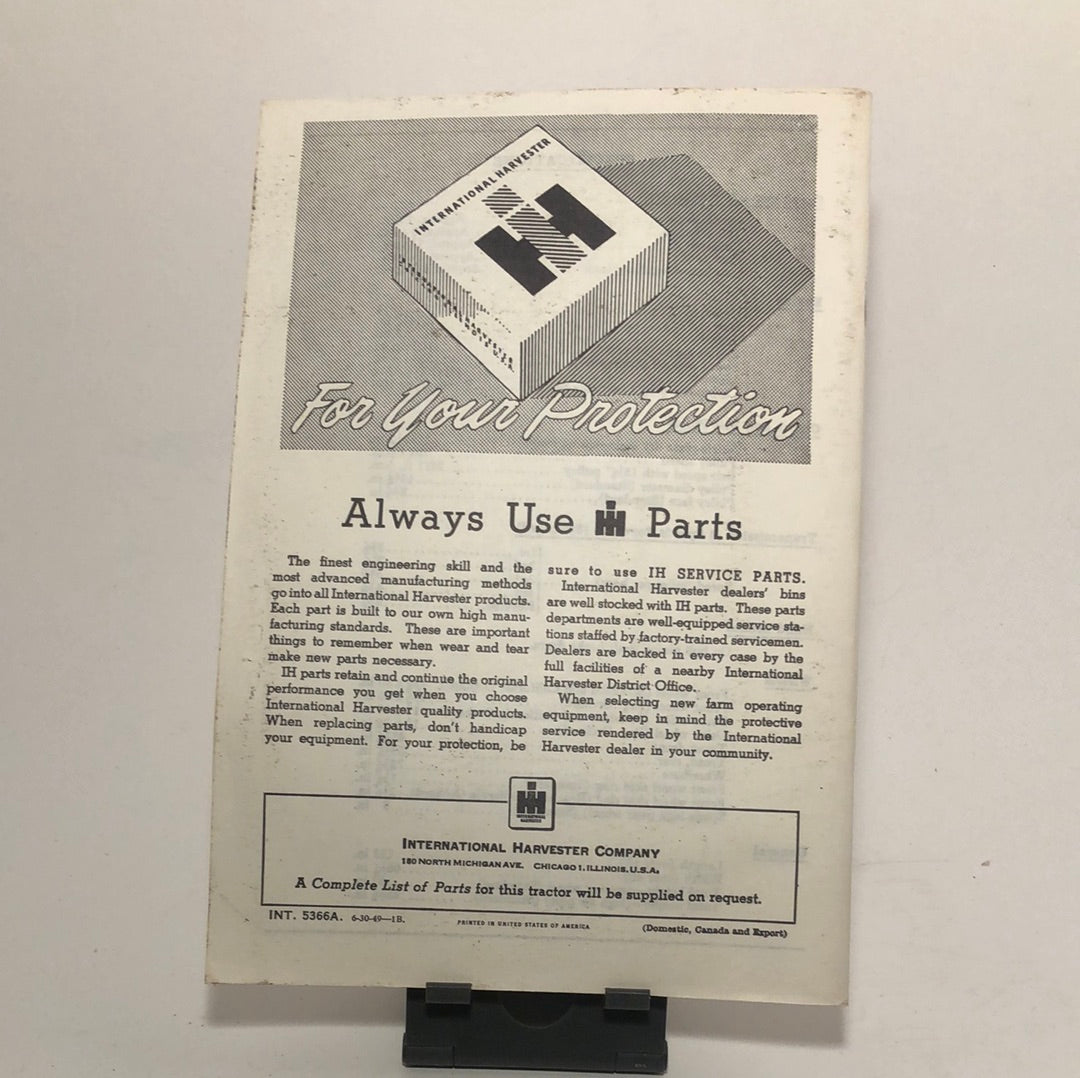 INTERNATIONAL HARVESTER
IH
INTERNATIONAL HARVESTER
For Your Protection
Always Use IH Parts
The finest engineering skill and the
most advanced manufacturing methods
go into all International Harvester products.
Each part is built to our own high manu-
facturing standards. These are important
things to remember when wear and tear
make new parts necessary.
IH parts retain and continue the original
performance you get when you choose
International Harvester quality products.
When replacing parts, don't handicap
your equipment. For your protection, be
sure to use IH SERVICE PARTS.
International Harvester dealers' bins
are well stocked with IH parts. These parts
departments are well-equipped service sta-
tions staffed by factory-trained servicemen.
Dealers are backed in every case by the
full facilities of a nearby International
Harvester District Office.
When selecting new farm operating
equipment, keep in mind the protective
service rendered by the International
Harvester dealer in your community.
IH
INTERNATIONAL
HARVESTER
INTERNATIONAL HARVESTER COMPANY
180 NORTH MICHIGAN AVE. CHICAGO 1, ILLINOIS, U.S.A.
A Complete List of Parts for this tractor will be supplied on request.
INT. 5366A. 6-30-49—1B. PRINTED IN UNITED STATES OF AMERICA (Domestic, Canada and Export)